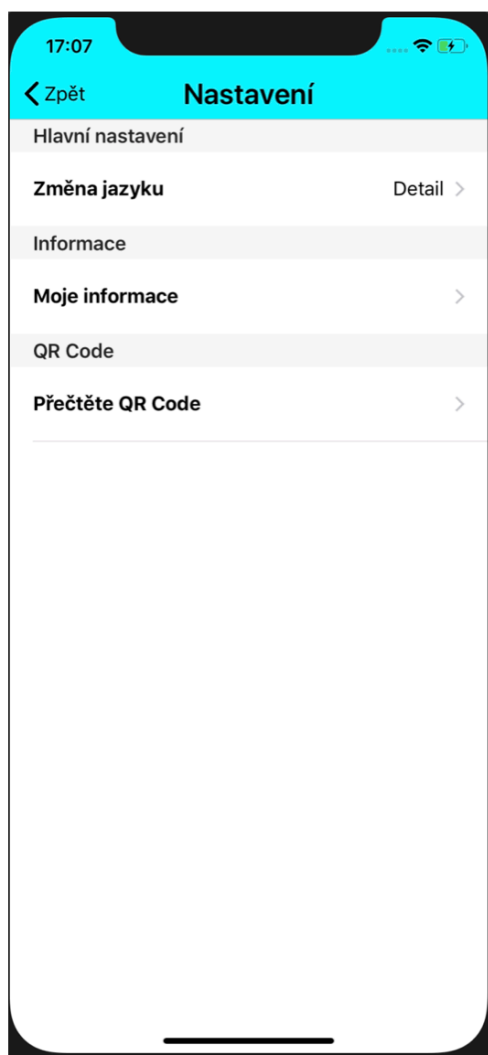 17:07
Zpět
Nastavení
Hlavní nastavení
Změna jazyku Detail
Informace
Moje informace
QR Code
Přečtěte QR Code